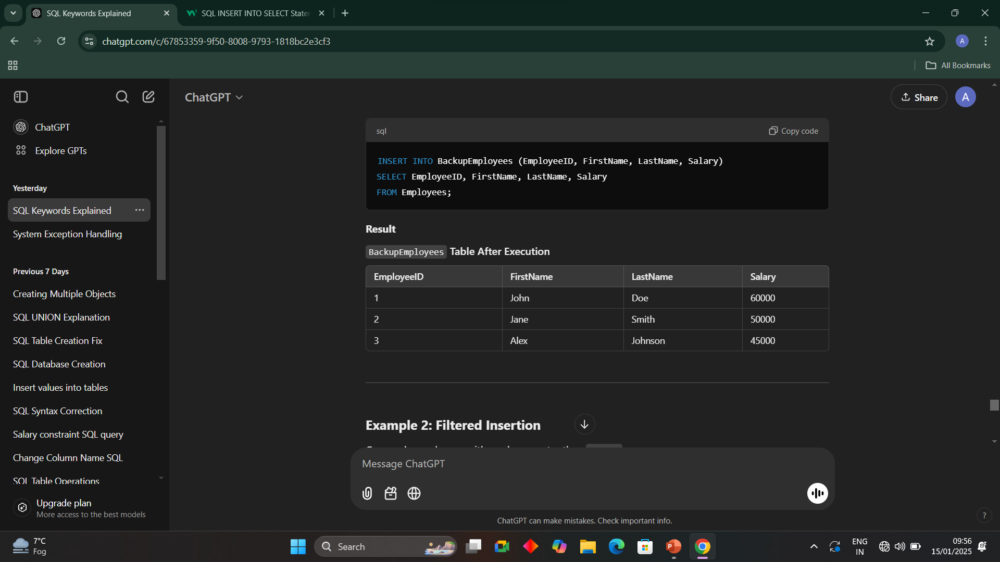 SQL Keywords Explained
SQL INSERT INTO SELECT Stater
chatgpt.com/c/67853359-9f50-8008-9793-1818bc2e3cf3
A
All Bookmarks
ChatGPT
Share
A
ChatGPT
Explore GPTs
Yesterday
SQL Keywords Explained
System Exception Handling
Previous 7 Days
Creating Multiple Objects
SQL UNION Explanation
SQL Table Creation Fix
SQL Database Creation
Insert values into tables
SQL Syntax Correction
Salary constraint SQL query
Change Column Name SQL
SQL Table Operations
Upgrade plan
More access to the best models
sql
Copy code
INSERT INTO BackupEmployees (EmployeeID, FirstName, LastName, Salary)
SELECT EmployeeID, FirstName, LastName, Salary
FROM Employees;
Result
BackupEmployees Table After Execution
EmployeeID FirstName LastName Salary
1 John Doe 60000
2 Jane Smith 50000
3 Alex Johnson 45000
Example 2: Filtered Insertion
Message ChatGPT
ChatGPT can make mistakes. Check important info.
?
7°C
Fog
Search
ENG
IN
09:56
15/01/2025